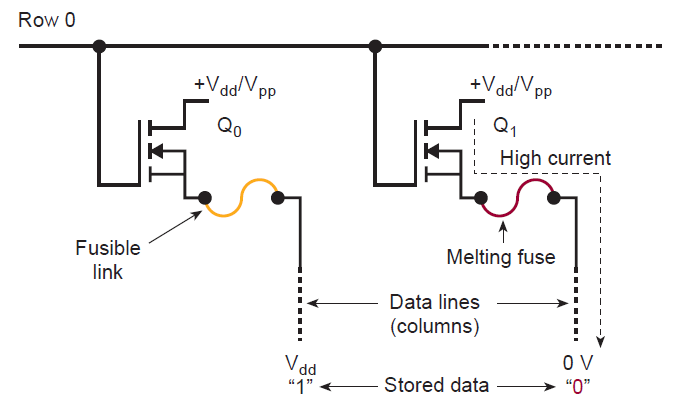 Row 0
+Vdd/Vpp
+Vdd/Vpp
Q0
Q1
High current
Fusible
link
Melting fuse
Data lines
(columns)
Vdd
0 V
“1”
Stored data
“0”